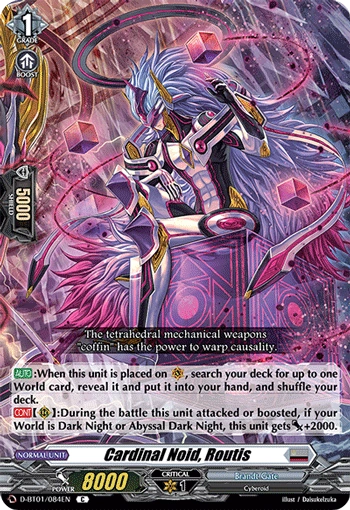 1
GRADE
BOOST
5000
SHIELD
The tetrahedral mechanical weapons
"coffin" has the power to warp causality.
AUTO:When this unit is placed on , search your deck for up to one
World card, reveal it and put it into your hand, and shuffle your
deck.
CONT :During the battle this unit attacked or boosted, if your
World is Dark Night or Abyssal Dark Night, this unit gets +2000.
NORMAL UNIT
Cardinal Noid, Routis
POWER 8000
CRITICAL
1
Brandt Gate
Cyberoid
D-BT01/084EN C
Illust / DaisukeIzuka